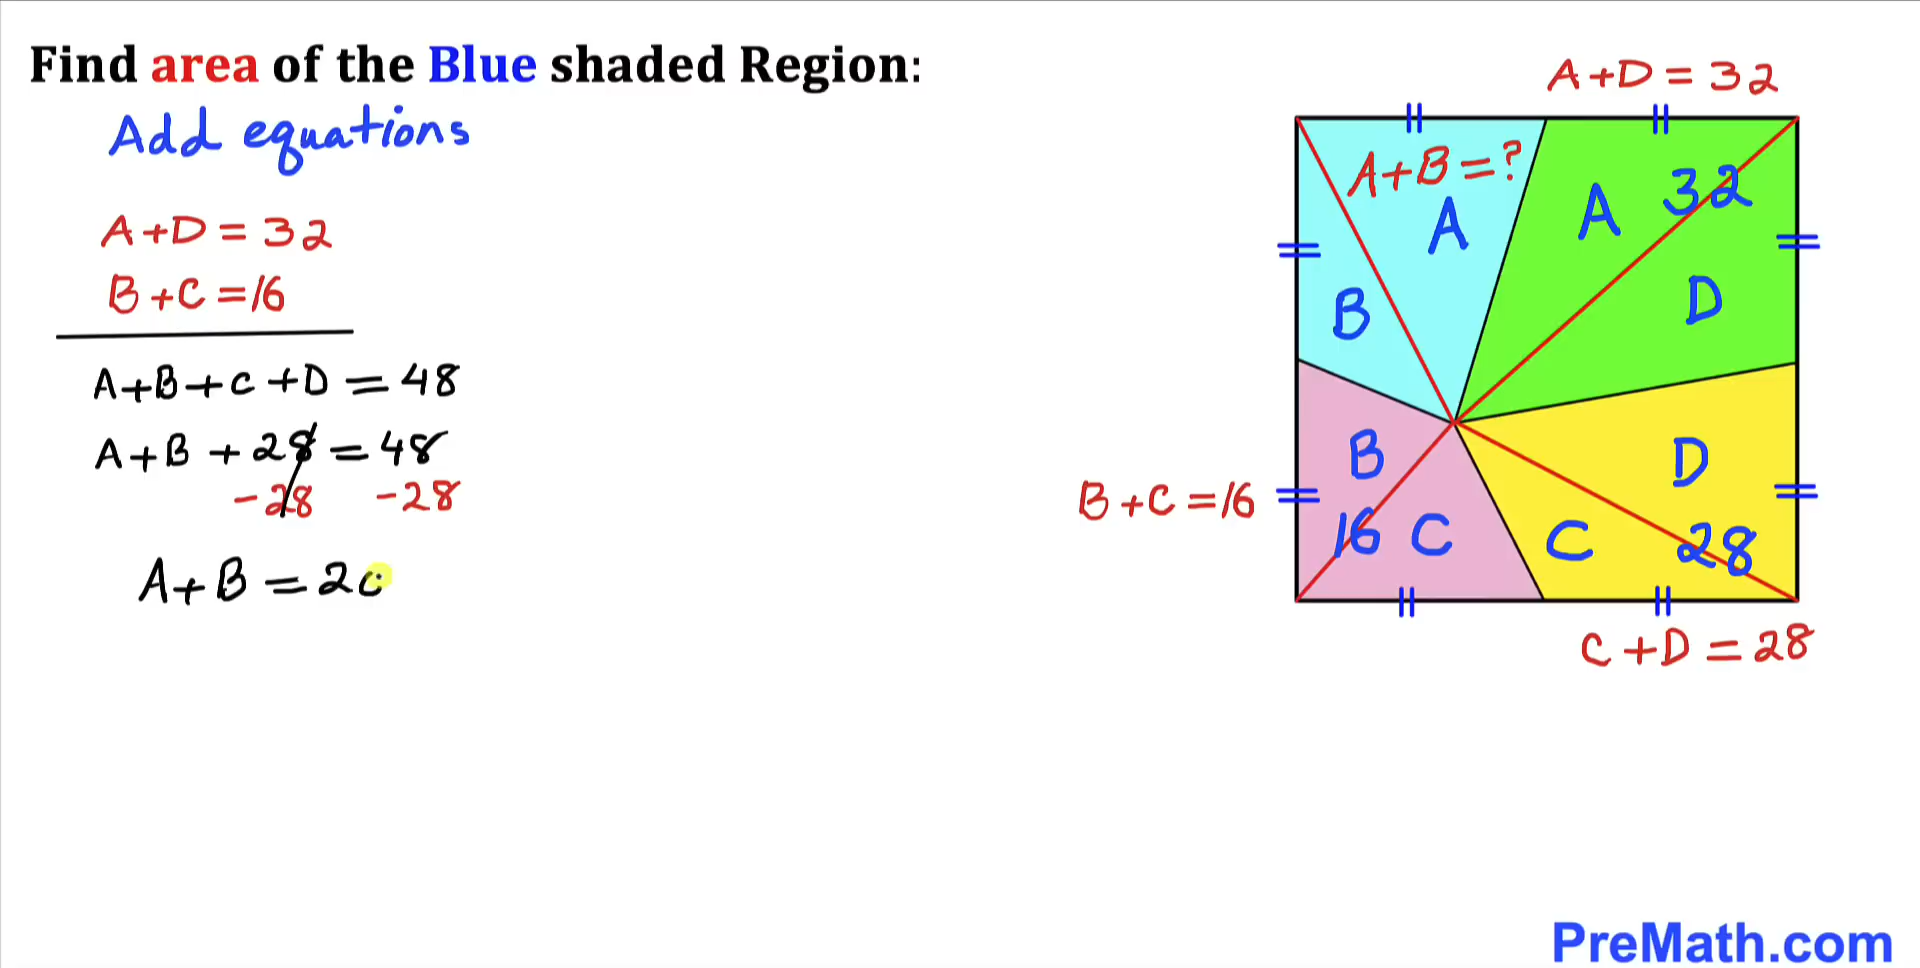 Find area of the Blue shaded Region:
Add equations
A+D = 32
B+C = 16
A+B+C+D = 48
A+B+28 = 48
-28 -28
A+B = 20
A+D = 32
A+B=?
A
A
32
B
D
B
D
B+C = 16
16
C
C
28
C+D = 28
PreMath.com